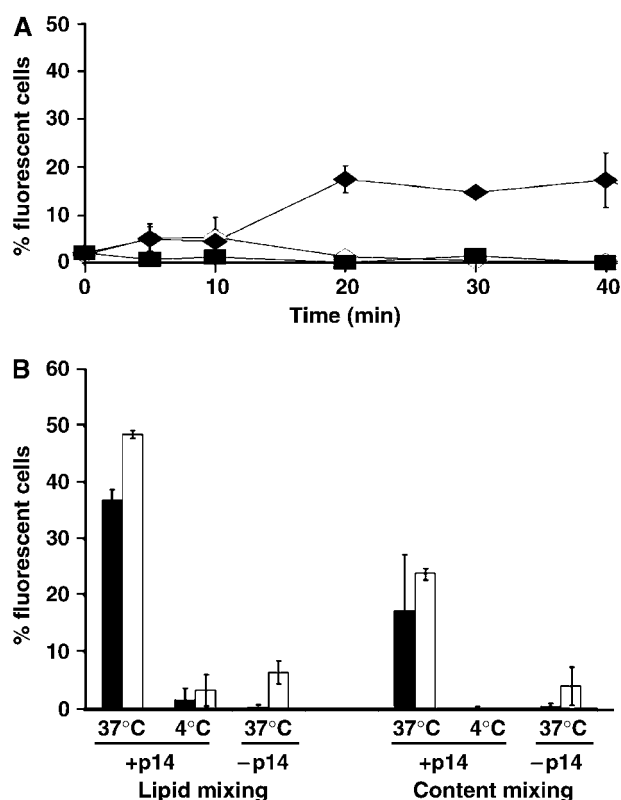 A
50
40
30
20
10
0
% fluorescent cells
0 10 20 30 40
Time (min)
B
60
50
40
30
20
10
0
% fluorescent cells
37°C 4°C 37°C 37°C 4°C 37°C
+p14 −p14 +p14 −p14
Lipid mixing Content mixing